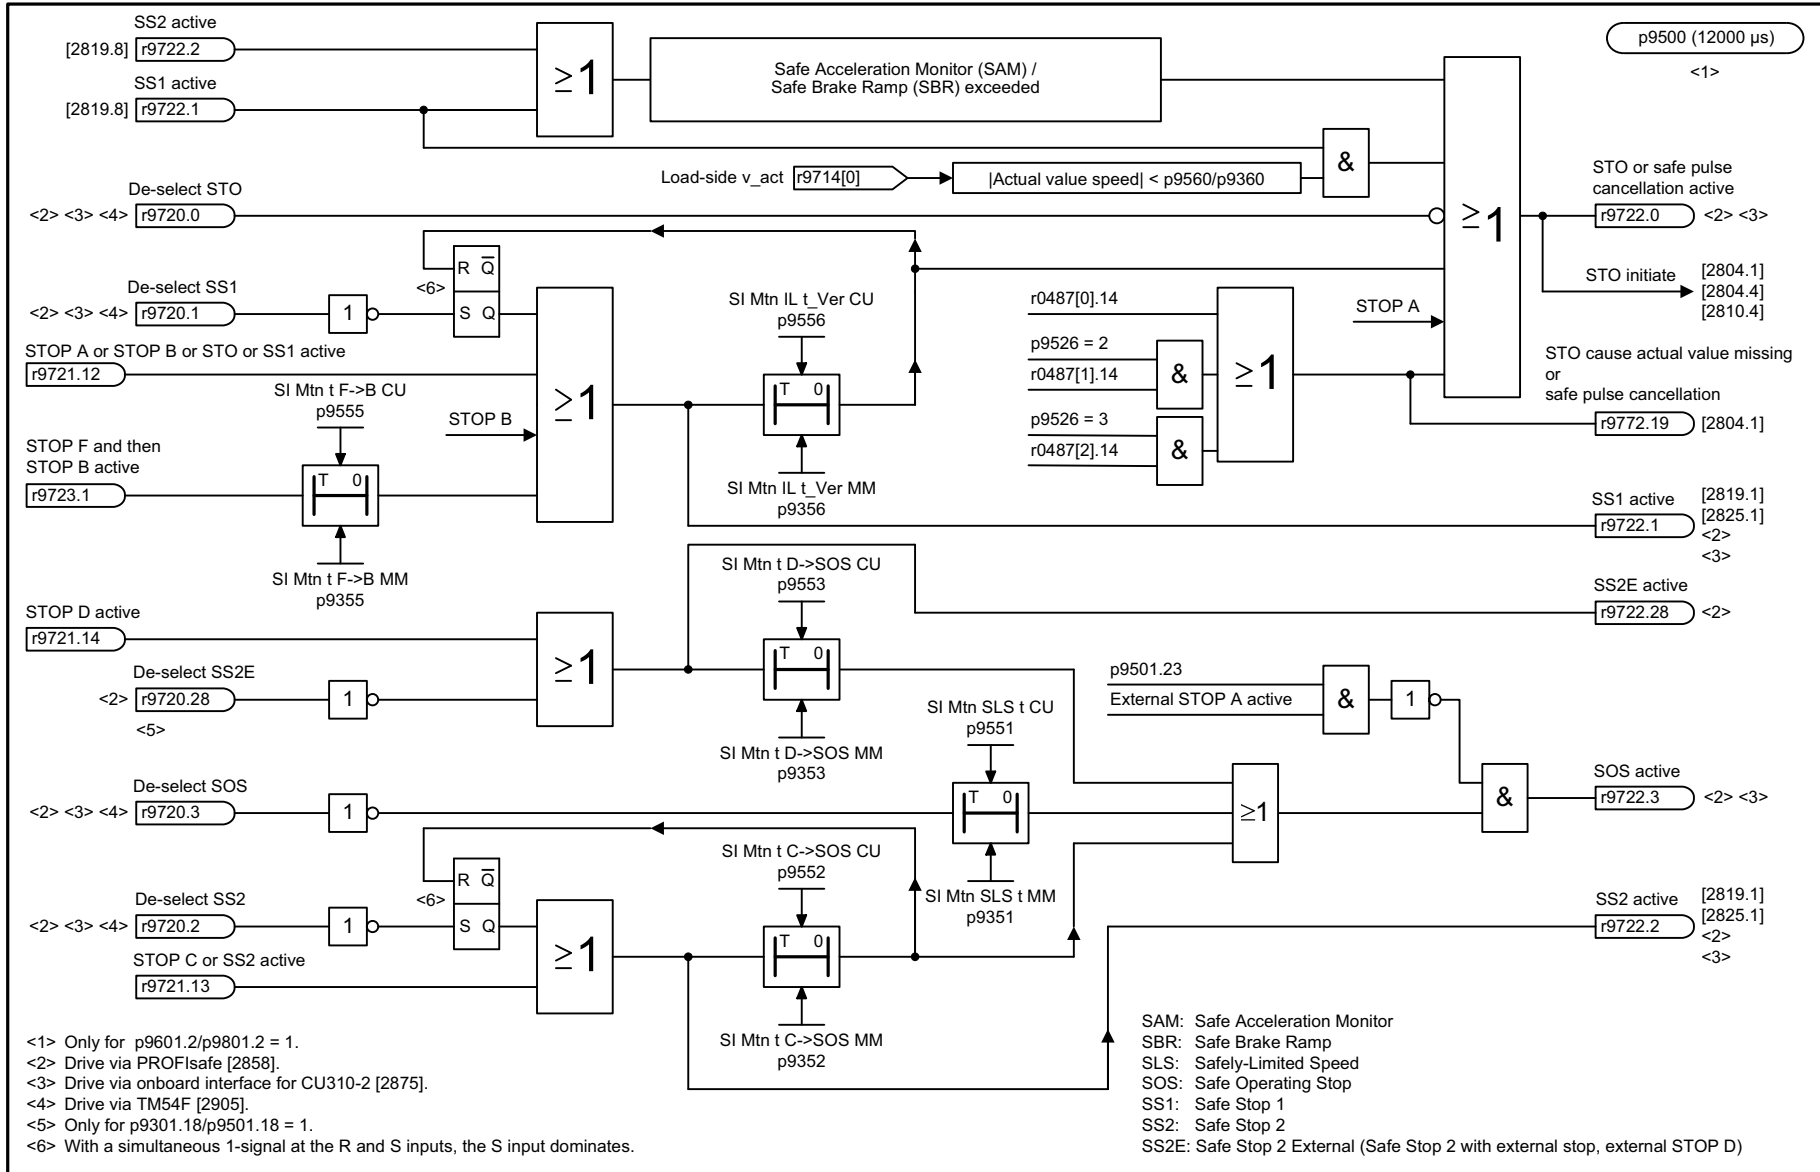 SS2 active
[2819.8] r9722.2
SS1 active
[2819.8] r9722.1
≥1
Safe Acceleration Monitor (SAM) /
Safe Brake Ramp (SBR) exceeded
p9500 (12000 µs)
<1>
&
Load-side v_act r9714[0]
|Actual value speed| < p9560/p9360
De-select STO
<2> <3> <4> r9720.0
≥1
STO or safe pulse
cancellation active
r9722.0 <2> <3>
STO initiate
[2804.1]
[2804.4]
[2810.4]
R Q̅
<6>
S Q
De-select SS1
<2> <3> <4> r9720.1
1
STOP A or STOP B or STO or SS1 active
r9721.12
SI Mtn t F->B CU
p9555
STOP B
≥1
SI Mtn IL t_Ver CU
p9556
T 0
SI Mtn IL t_Ver MM
p9356
STOP F and then
STOP B active
r9723.1
T 0
SI Mtn t F->B MM
p9355
r0487[0].14
p9526 = 2
r0487[1].14
&
p9526 = 3
r0487[2].14
&
≥1
STOP A
STO cause actual value missing
or
safe pulse cancellation
r9772.19 [2804.1]
SS1 active
r9722.1
[2819.1]
[2825.1]
<2>
<3>
SS2E active
r9722.28 <2>
STOP D active
r9721.14
De-select SS2E
<2> r9720.28
<5>
1
≥1
SI Mtn t D->SOS CU
p9553
T 0
SI Mtn t D->SOS MM
p9353
p9501.23
External STOP A active
&
1
SI Mtn SLS t CU
p9551
T 0
SI Mtn SLS t MM
p9351
De-select SOS
<2> <3> <4> r9720.3
1
≥1
&
SOS active
r9722.3 <2> <3>
R Q̅
<6>
S Q
De-select SS2
<2> <3> <4> r9720.2
1
STOP C or SS2 active
r9721.13
≥1
SI Mtn t C->SOS CU
p9552
T 0
SI Mtn t C->SOS MM
p9352
SS2 active
r9722.2
[2819.1]
[2825.1]
<2>
<3>
<1> Only for p9601.2/p9801.2 = 1.
<2> Drive via PROFIsafe [2858].
<3> Drive via onboard interface for CU310-2 [2875].
<4> Drive via TM54F [2905].
<5> Only for p9301.18/p9501.18 = 1.
<6> With a simultaneous 1-signal at the R and S inputs, the S input dominates.
SAM: Safe Acceleration Monitor
SBR: Safe Brake Ramp
SLS: Safely-Limited Speed
SOS: Safe Operating Stop
SS1: Safe Stop 1
SS2: Safe Stop 2
SS2E: Safe Stop 2 External (Safe Stop 2 with external stop, external STOP D)